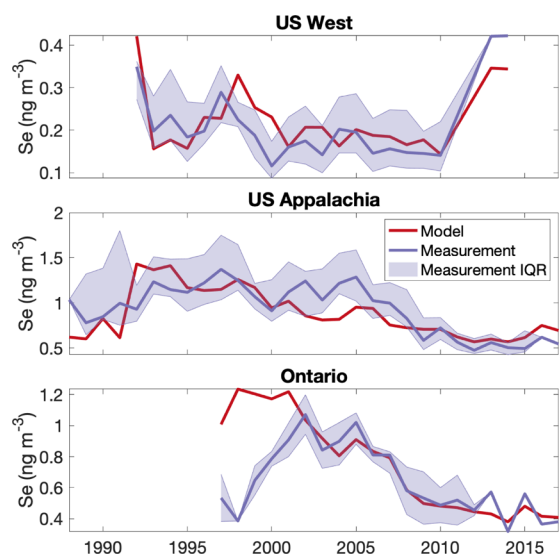 US West
0.4
0.3
0.2
0.1
Se (ng m-3)
US Appalachia
2
1.5
1
0.5
Se (ng m-3)
Model
Measurement
Measurement IQR
Ontario
1.2
1
0.8
0.6
0.4
Se (ng m-3)
1990 1995 2000 2005 2010 2015